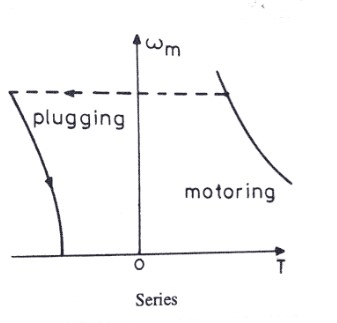 ωm
plugging
motoring
O
T
Series